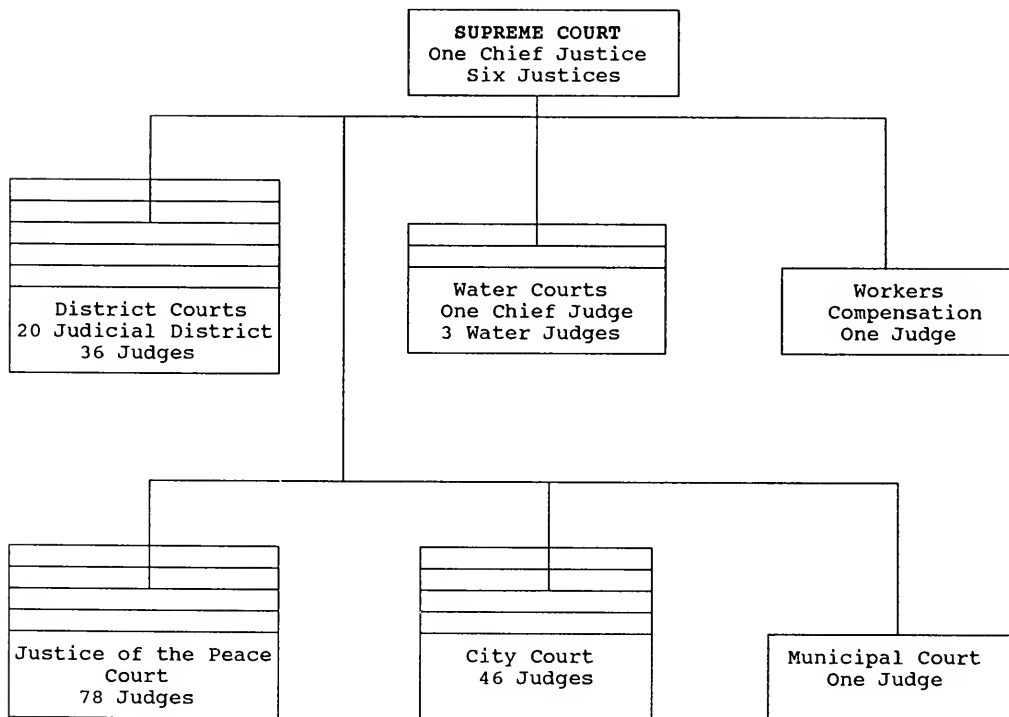 SUPREME COURT
One Chief Justice
Six Justices
District Courts
20 Judicial District
36 Judges
Water Courts
One Chief Judge
3 Water Judges
Workers
Compensation
One Judge
Justice of the Peace
Court
78 Judges
City Court
46 Judges
Municipal Court
One Judge